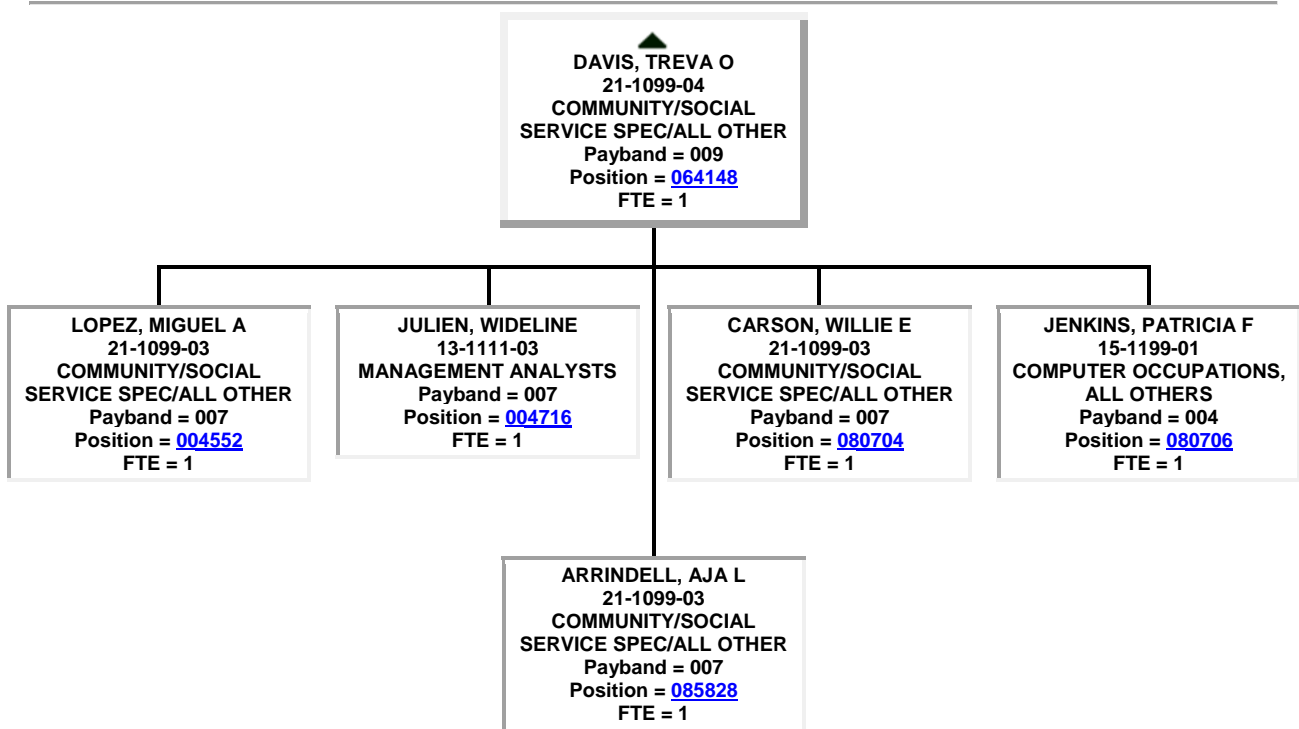 DAVIS, TREVA O
21-1099-04
COMMUNITY/SOCIAL
SERVICE SPEC/ALL OTHER
Payband = 009
Position = 064148
FTE = 1
LOPEZ, MIGUEL A
21-1099-03
COMMUNITY/SOCIAL
SERVICE SPEC/ALL OTHER
Payband = 007
Position = 004552
FTE = 1
JULIEN, WIDELINE
13-1111-03
MANAGEMENT ANALYSTS
Payband = 007
Position = 004716
FTE = 1
CARSON, WILLIE E
21-1099-03
COMMUNITY/SOCIAL
SERVICE SPEC/ALL OTHER
Payband = 007
Position = 080704
FTE = 1
JENKINS, PATRICIA F
15-1199-01
COMPUTER OCCUPATIONS,
ALL OTHERS
Payband = 004
Position = 080706
FTE = 1
ARRINDELL, AJA L
21-1099-03
COMMUNITY/SOCIAL
SERVICE SPEC/ALL OTHER
Payband = 007
Position = 085828
FTE = 1